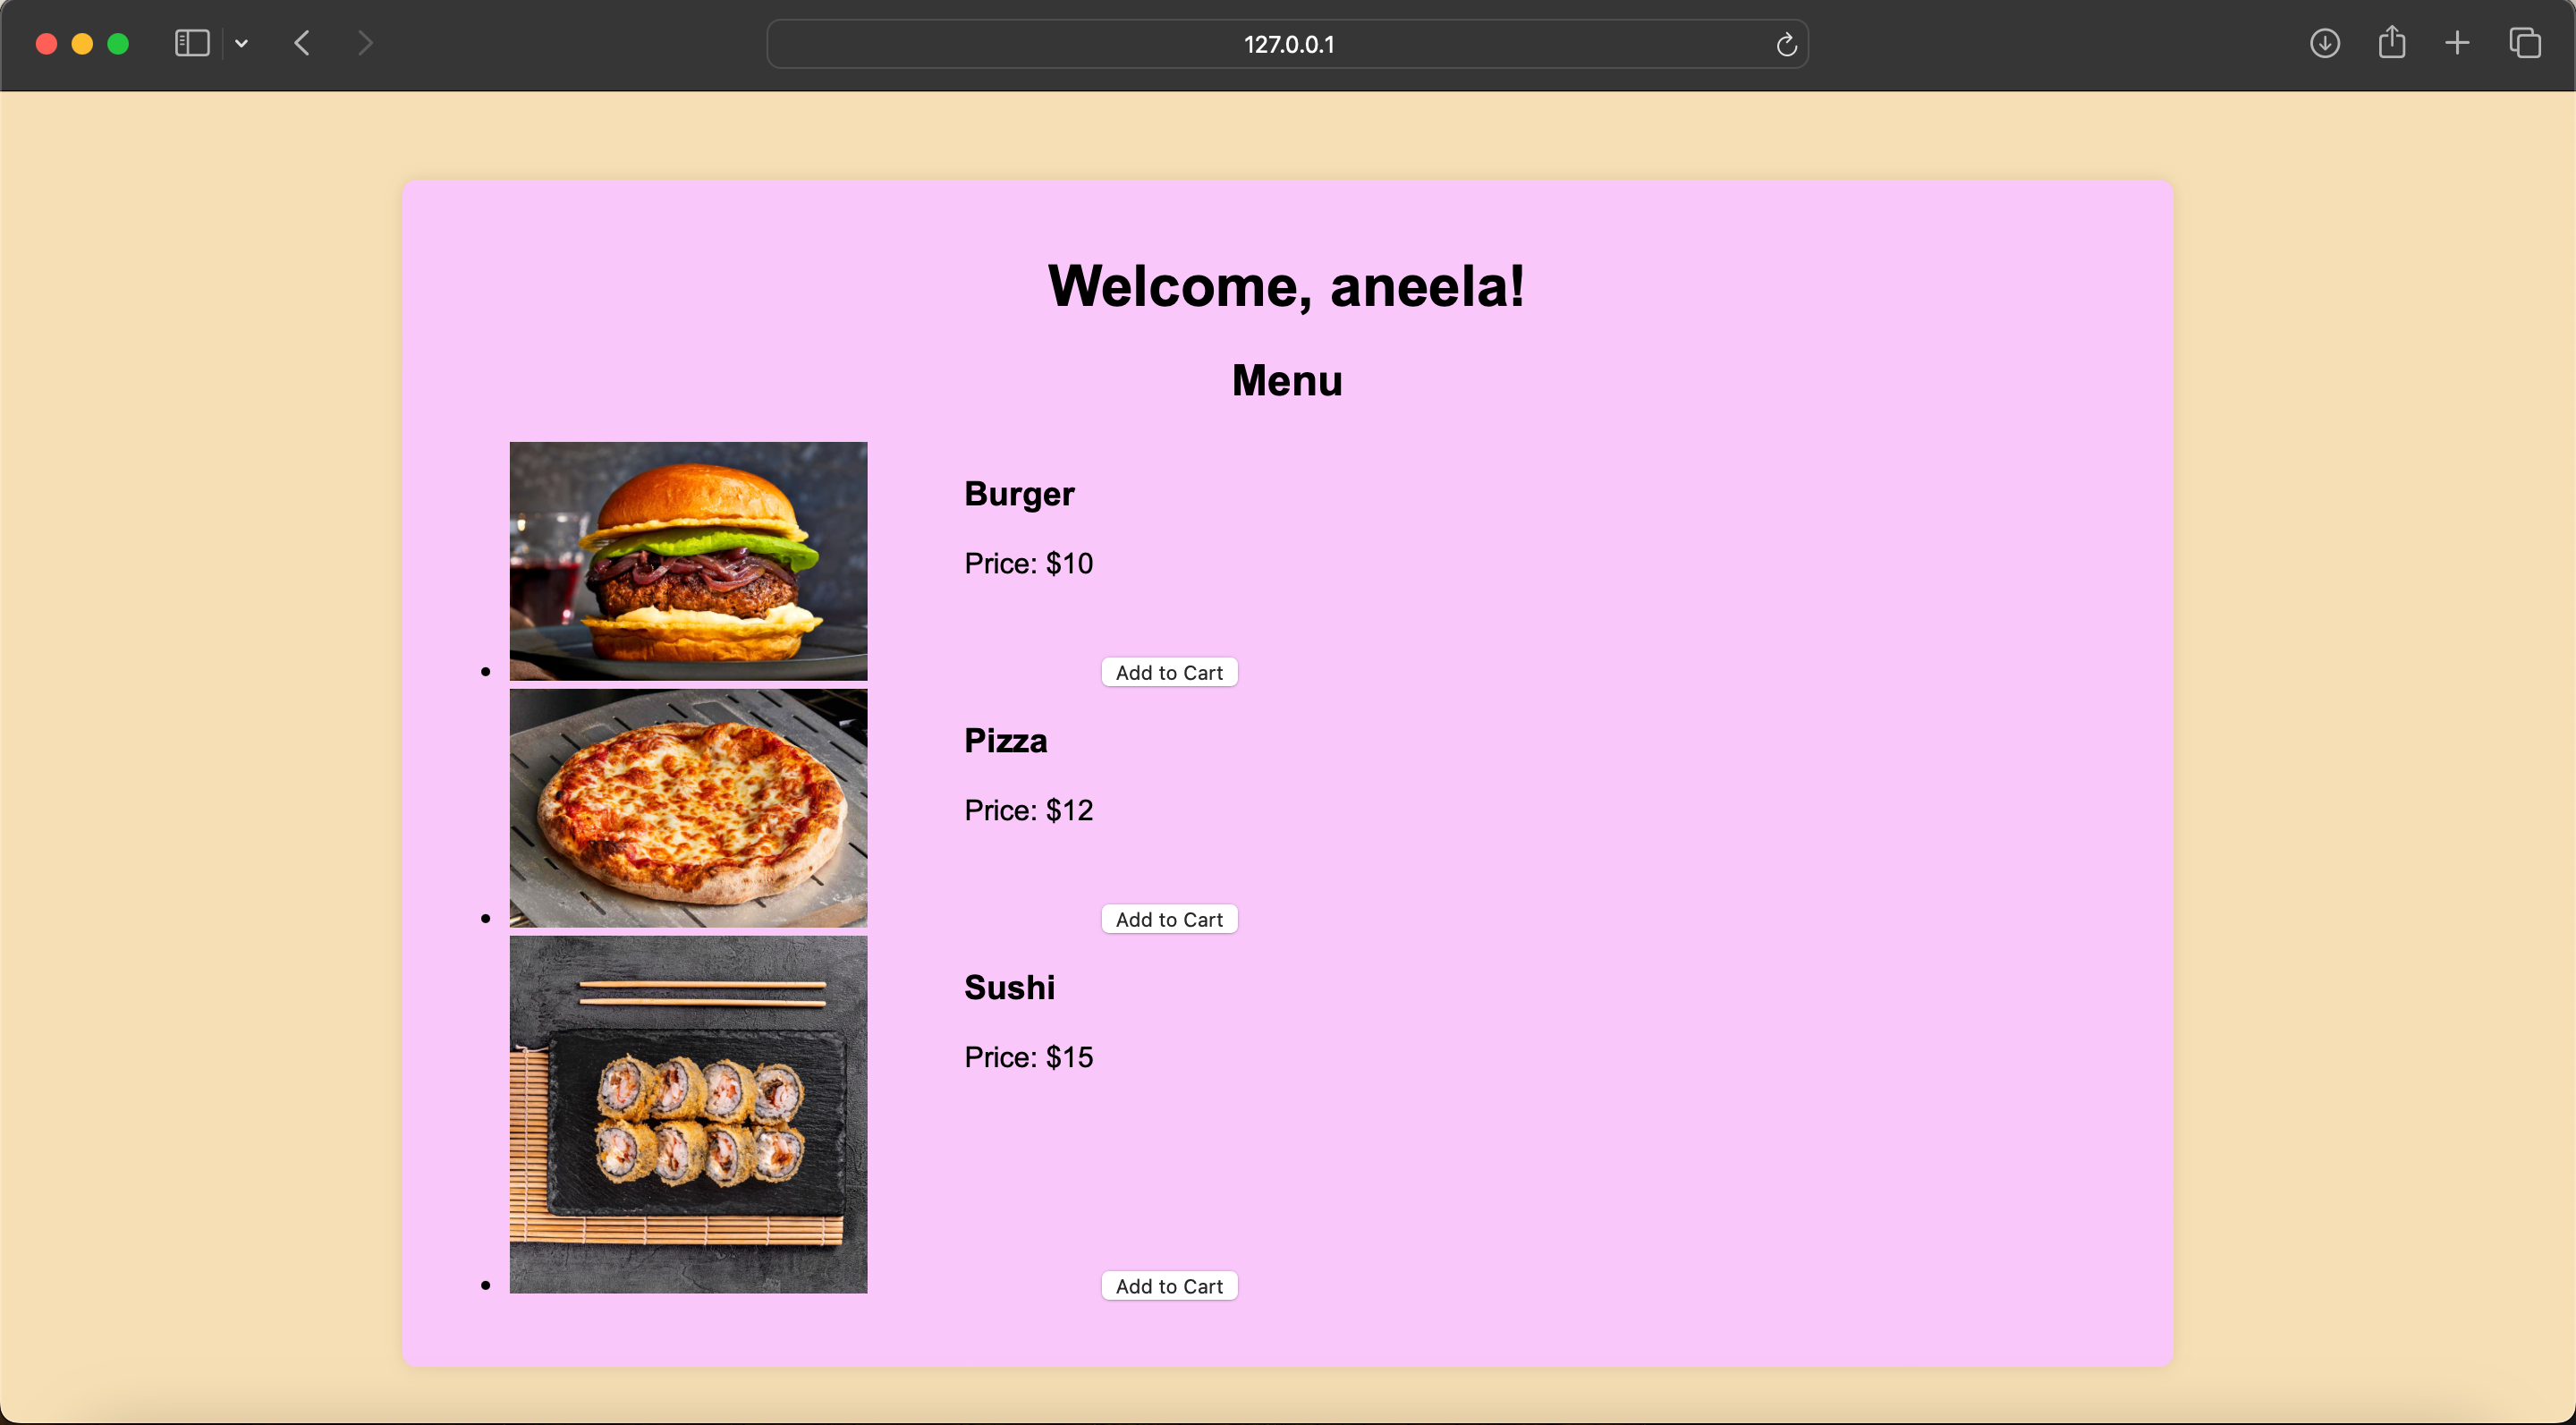 127.0.0.1
Welcome, aneela!
Menu
Burger
Price: $10
Add to Cart
Pizza
Price: $12
Add to Cart
Sushi
Price: $15
Add to Cart